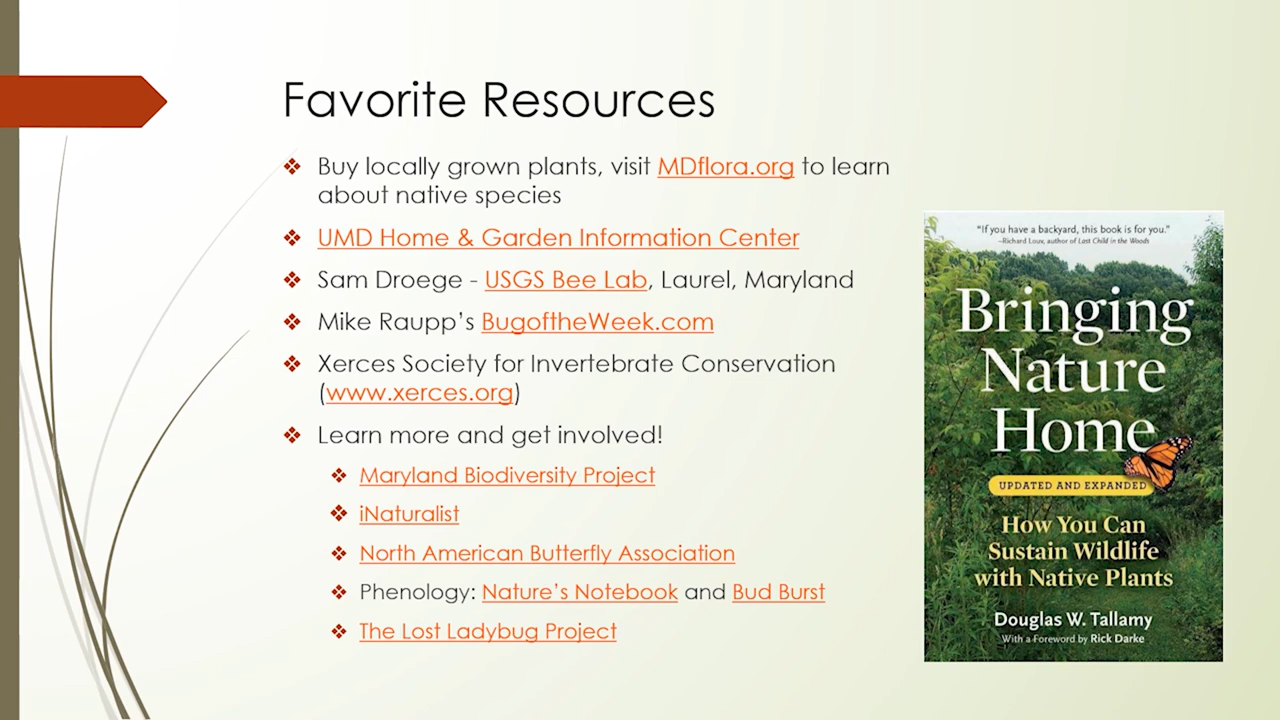 Favorite Resources
Buy locally grown plants, visit MDflora.org to learn
about native species
UMD Home & Garden Information Center
Sam Droege - USGS Bee Lab, Laurel, Maryland
Mike Raupp's BugoftheWeek.com
Xerces Society for Invertebrate Conservation
(www.xerces.org)
Learn more and get involved!
Maryland Biodiversity Project
iNaturalist
North American Butterfly Association
Phenology: Nature's Notebook and Bud Burst
The Lost Ladybug Project
"If you have a backyard, this book is for you."
–Richard Louv, author of Last Child in the Woods
Bringing
Nature
Home
UPDATED AND EXPANDED
How You Can
Sustain Wildlife
with Native Plants
Douglas W. Tallamy
With a Foreword by Rick Darke